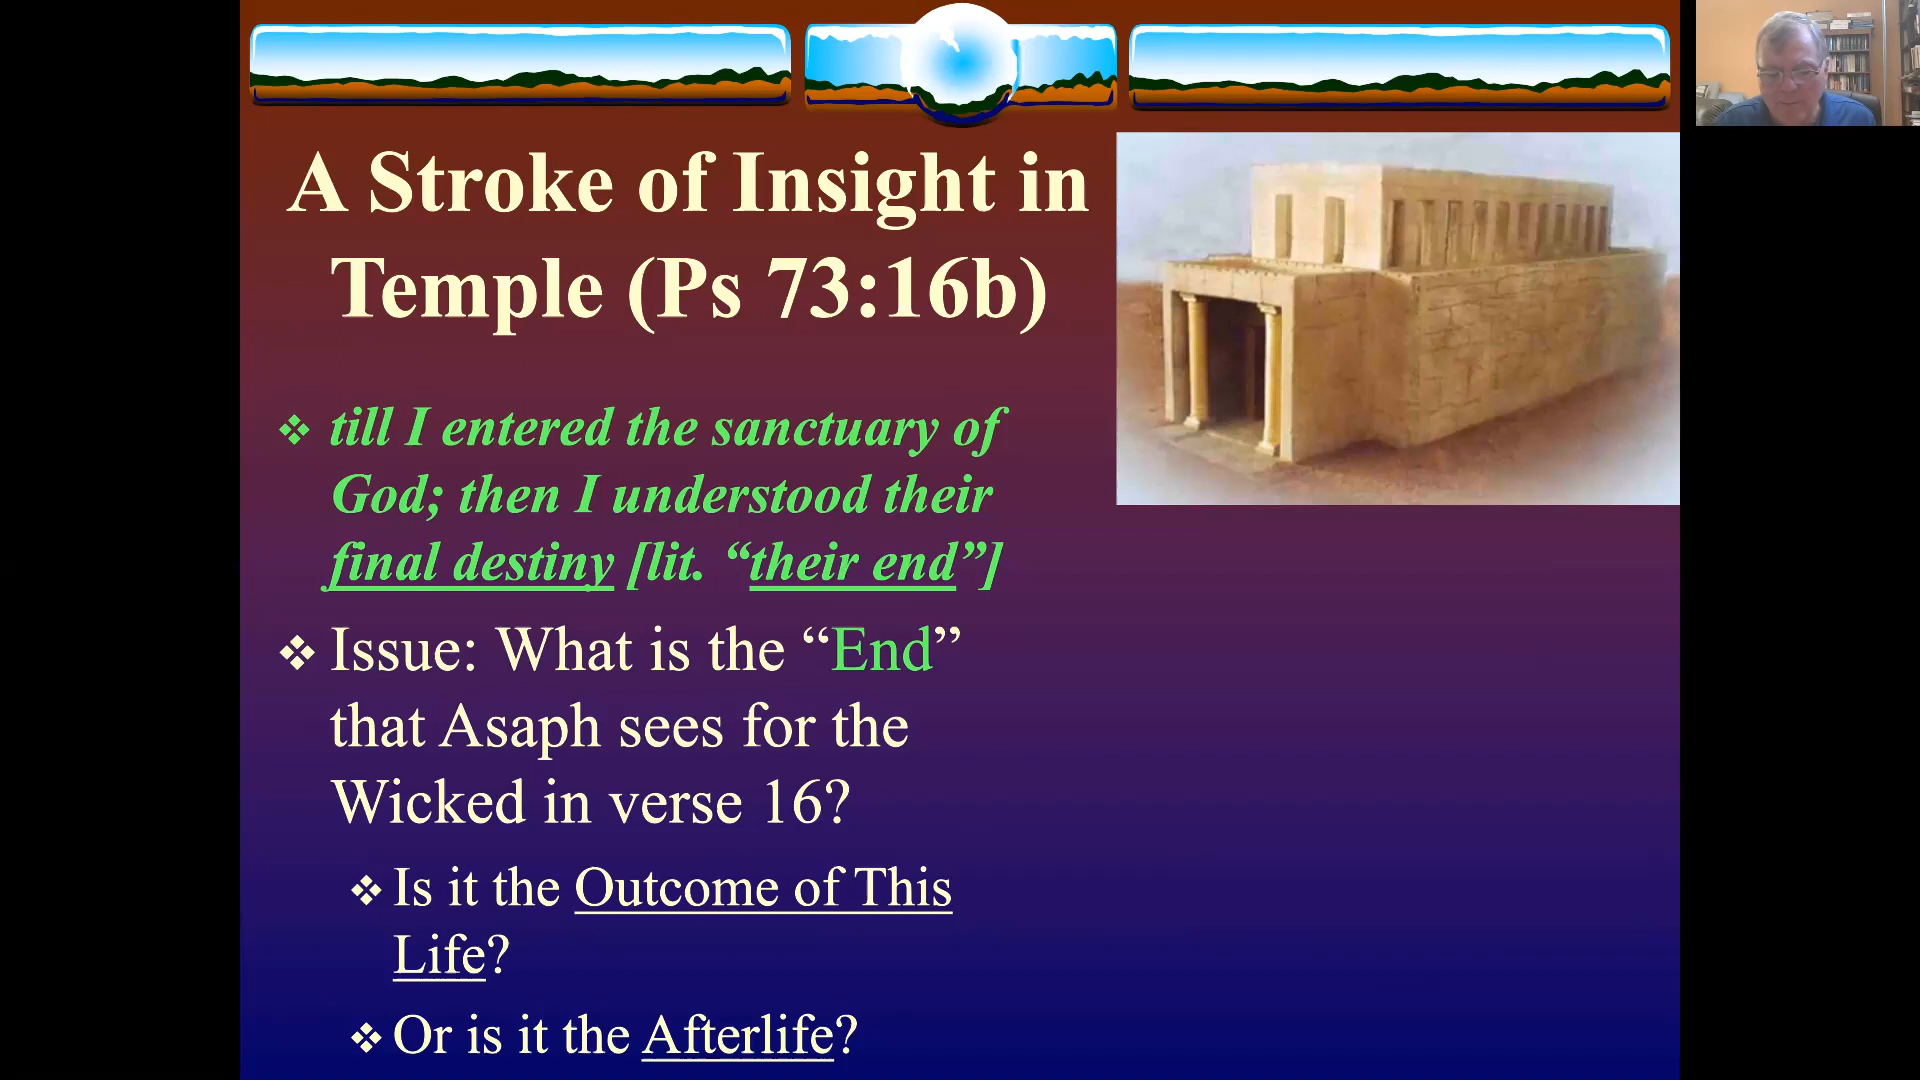 A Stroke of Insight in
Temple (Ps 73:16b)
till I entered the sanctuary of
God; then I understood their
final destiny [lit. “their end”]
Issue: What is the “End”
that Asaph sees for the
Wicked in verse 16?
Is it the Outcome of This
Life?
Or is it the Afterlife?